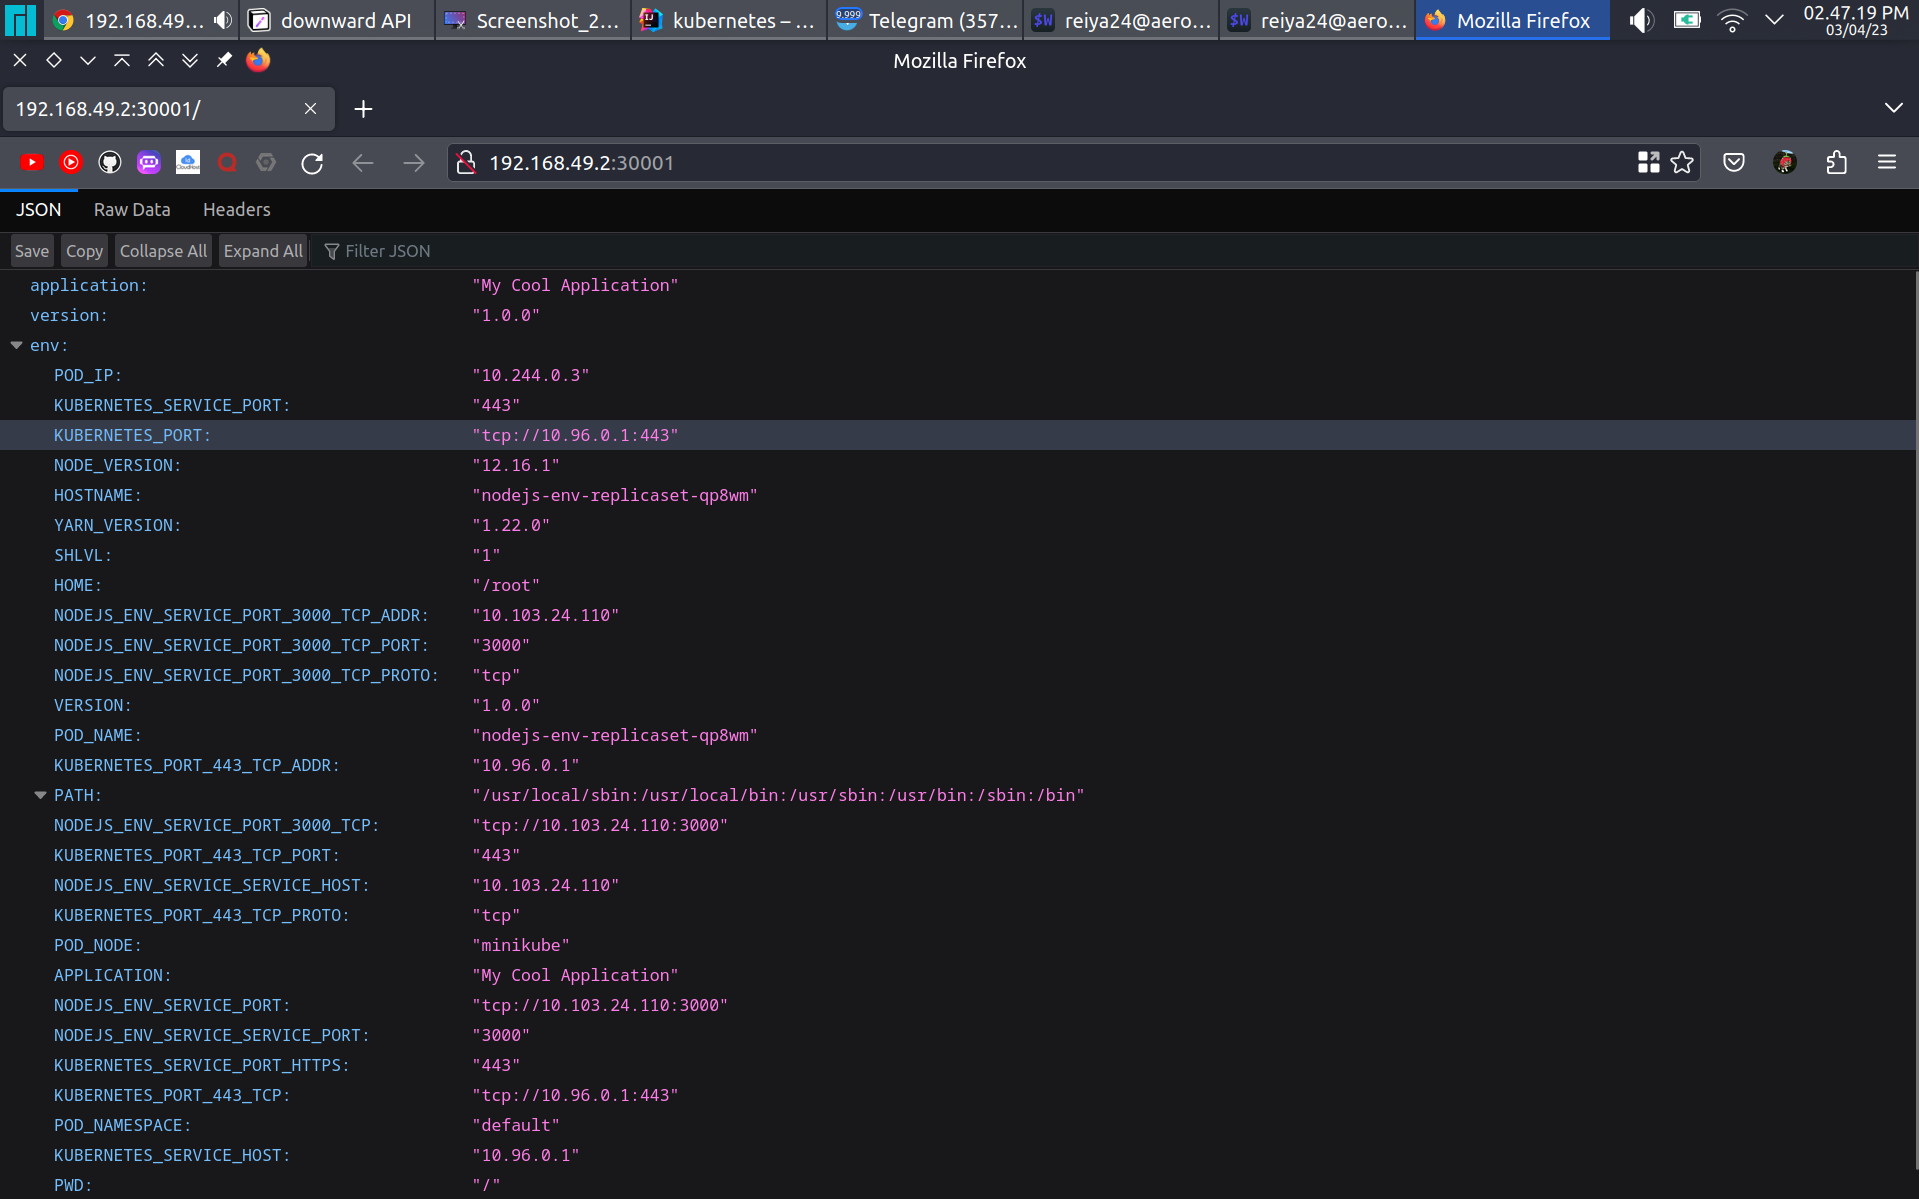 192.168.49...
downward API
Screenshot_2...
kubernetes – ...
Telegram (357...
reiya24@aero...
reiya24@aero...
Mozilla Firefox
02.47.19 PM
03/04/23
Mozilla Firefox
192.168.49.2:30001/
192.168.49.2:30001
JSON Raw Data Headers
Save Copy Collapse All Expand All Filter JSON
application: "My Cool Application"
version: "1.0.0"
env:
POD_IP: "10.244.0.3"
KUBERNETES_SERVICE_PORT: "443"
KUBERNETES_PORT: "tcp://10.96.0.1:443"
NODE_VERSION: "12.16.1"
HOSTNAME: "nodejs-env-replicaset-qp8wm"
YARN_VERSION: "1.22.0"
SHLVL: "1"
HOME: "/root"
NODEJS_ENV_SERVICE_PORT_3000_TCP_ADDR: "10.103.24.110"
NODEJS_ENV_SERVICE_PORT_3000_TCP_PORT: "3000"
NODEJS_ENV_SERVICE_PORT_3000_TCP_PROTO: "tcp"
VERSION: "1.0.0"
POD_NAME: "nodejs-env-replicaset-qp8wm"
KUBERNETES_PORT_443_TCP_ADDR: "10.96.0.1"
PATH: "/usr/local/sbin:/usr/local/bin:/usr/sbin:/usr/bin:/sbin:/bin"
NODEJS_ENV_SERVICE_PORT_3000_TCP: "tcp://10.103.24.110:3000"
KUBERNETES_PORT_443_TCP_PORT: "443"
NODEJS_ENV_SERVICE_SERVICE_HOST: "10.103.24.110"
KUBERNETES_PORT_443_TCP_PROTO: "tcp"
POD_NODE: "minikube"
APPLICATION: "My Cool Application"
NODEJS_ENV_SERVICE_PORT: "tcp://10.103.24.110:3000"
NODEJS_ENV_SERVICE_SERVICE_PORT: "3000"
KUBERNETES_SERVICE_PORT_HTTPS: "443"
KUBERNETES_PORT_443_TCP: "tcp://10.96.0.1:443"
POD_NAMESPACE: "default"
KUBERNETES_SERVICE_HOST: "10.96.0.1"
PWD: "/"